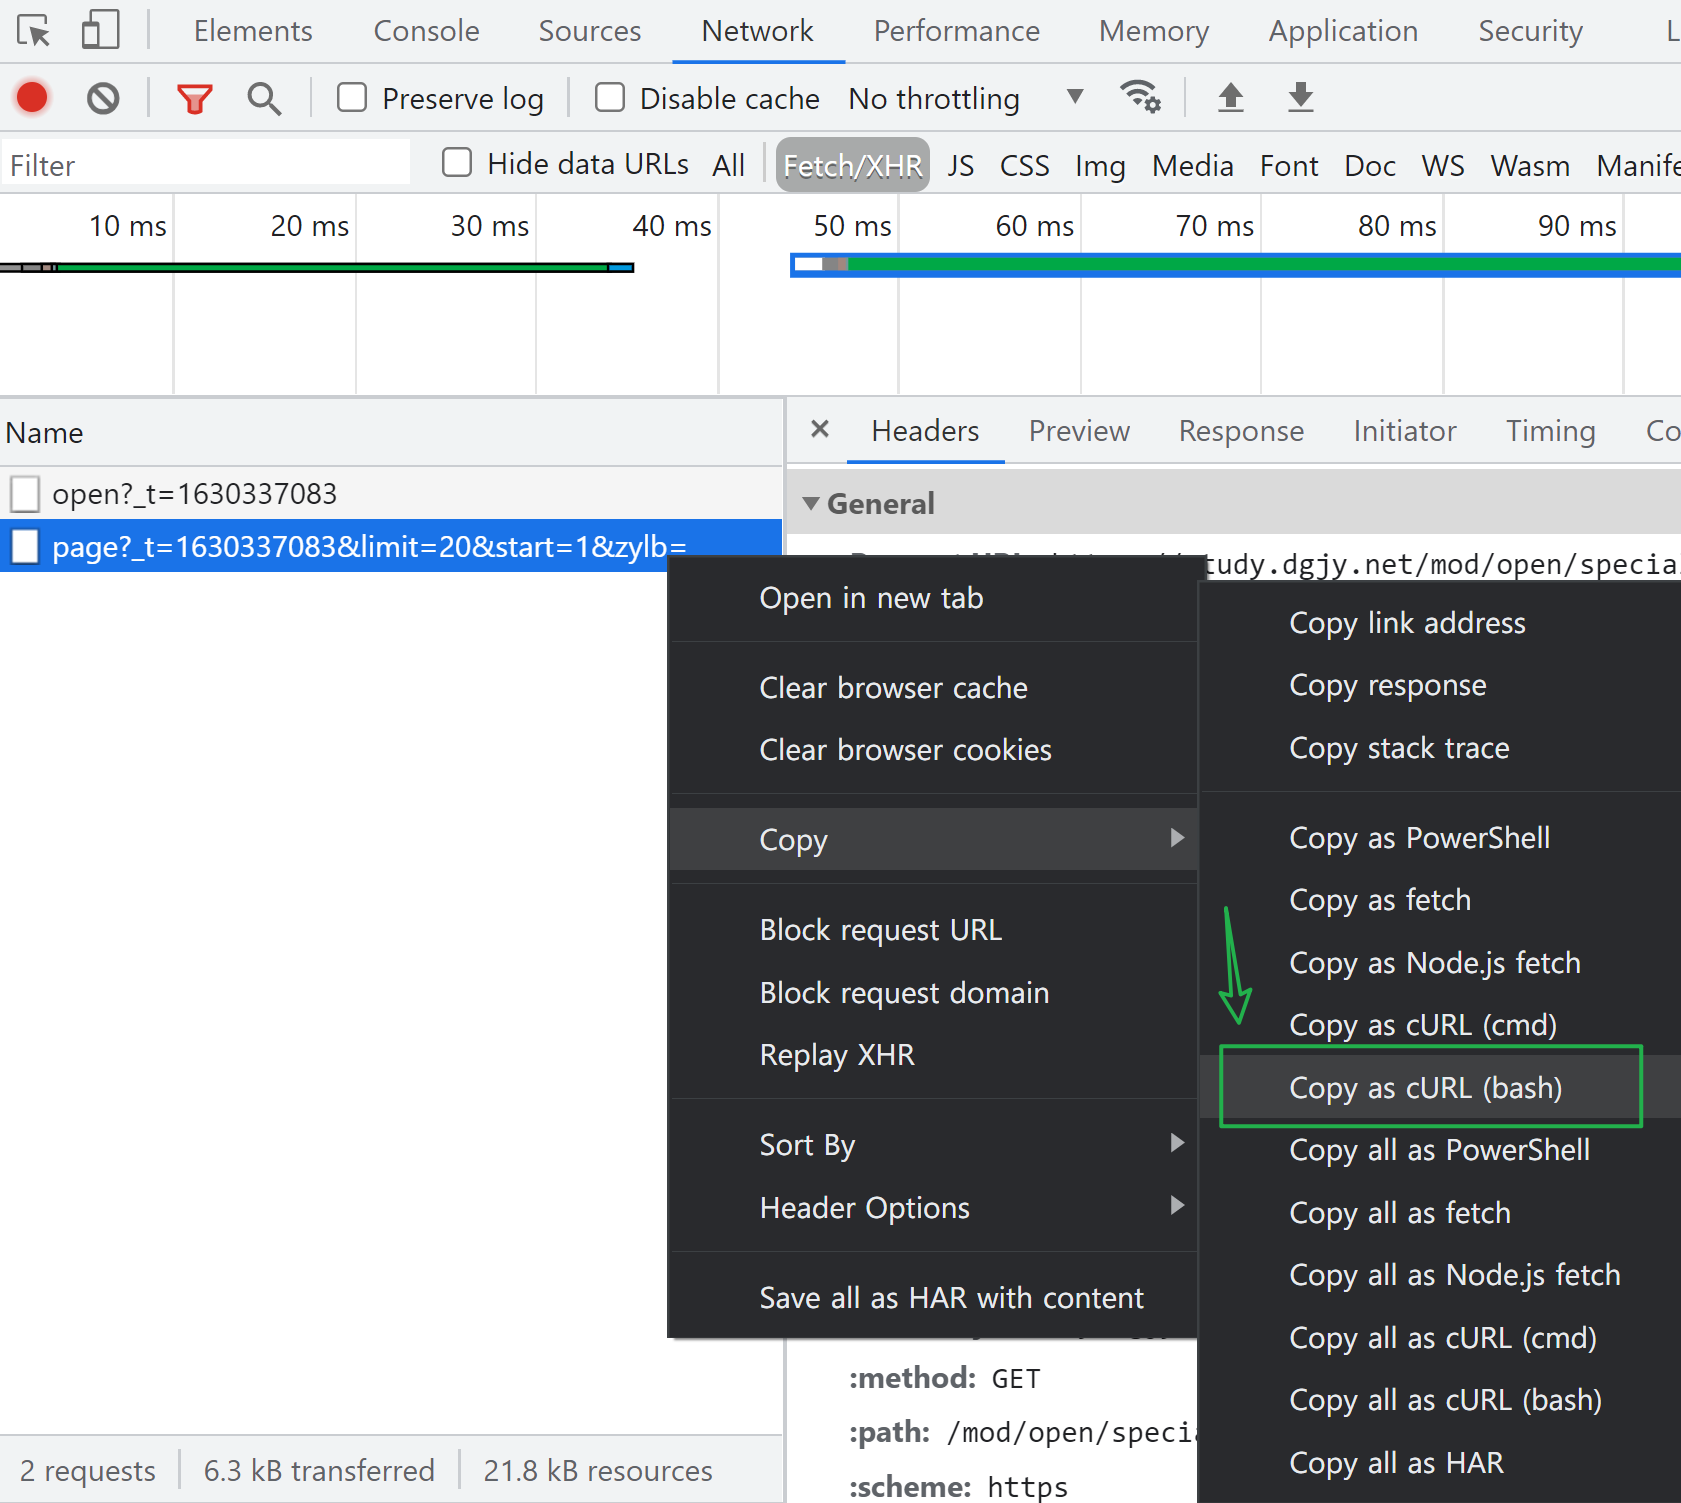 Elements Console Sources Network Performance Memory Application Security L
Preserve log Disable cache No throttling
Filter Hide data URLs All Fetch/XHR JS CSS Img Media Font Doc WS Wasm Manife
10 ms 20 ms 30 ms 40 ms 50 ms 60 ms 70 ms 80 ms 90 ms
Name
open?_t=1630337083
page?_t=1630337083&limit=20&start=1&zylb=
× Headers Preview Response Initiator Timing Co
General
tudy.dgjy.net/mod/open/special
Open in new tab
Clear browser cache
Clear browser cookies
Copy
Block request URL
Block request domain
Replay XHR
Sort By
Header Options
Save all as HAR with content
Copy link address
Copy response
Copy stack trace
Copy as PowerShell
Copy as fetch
Copy as Node.js fetch
Copy as cURL (cmd)
Copy as cURL (bash)
Copy all as PowerShell
Copy all as fetch
Copy all as Node.js fetch
Copy all as cURL (cmd)
Copy all as cURL (bash)
Copy all as HAR
:method: GET
:path: /mod/open/specia
:scheme: https
2 requests 6.3 kB transferred 21.8 kB resources